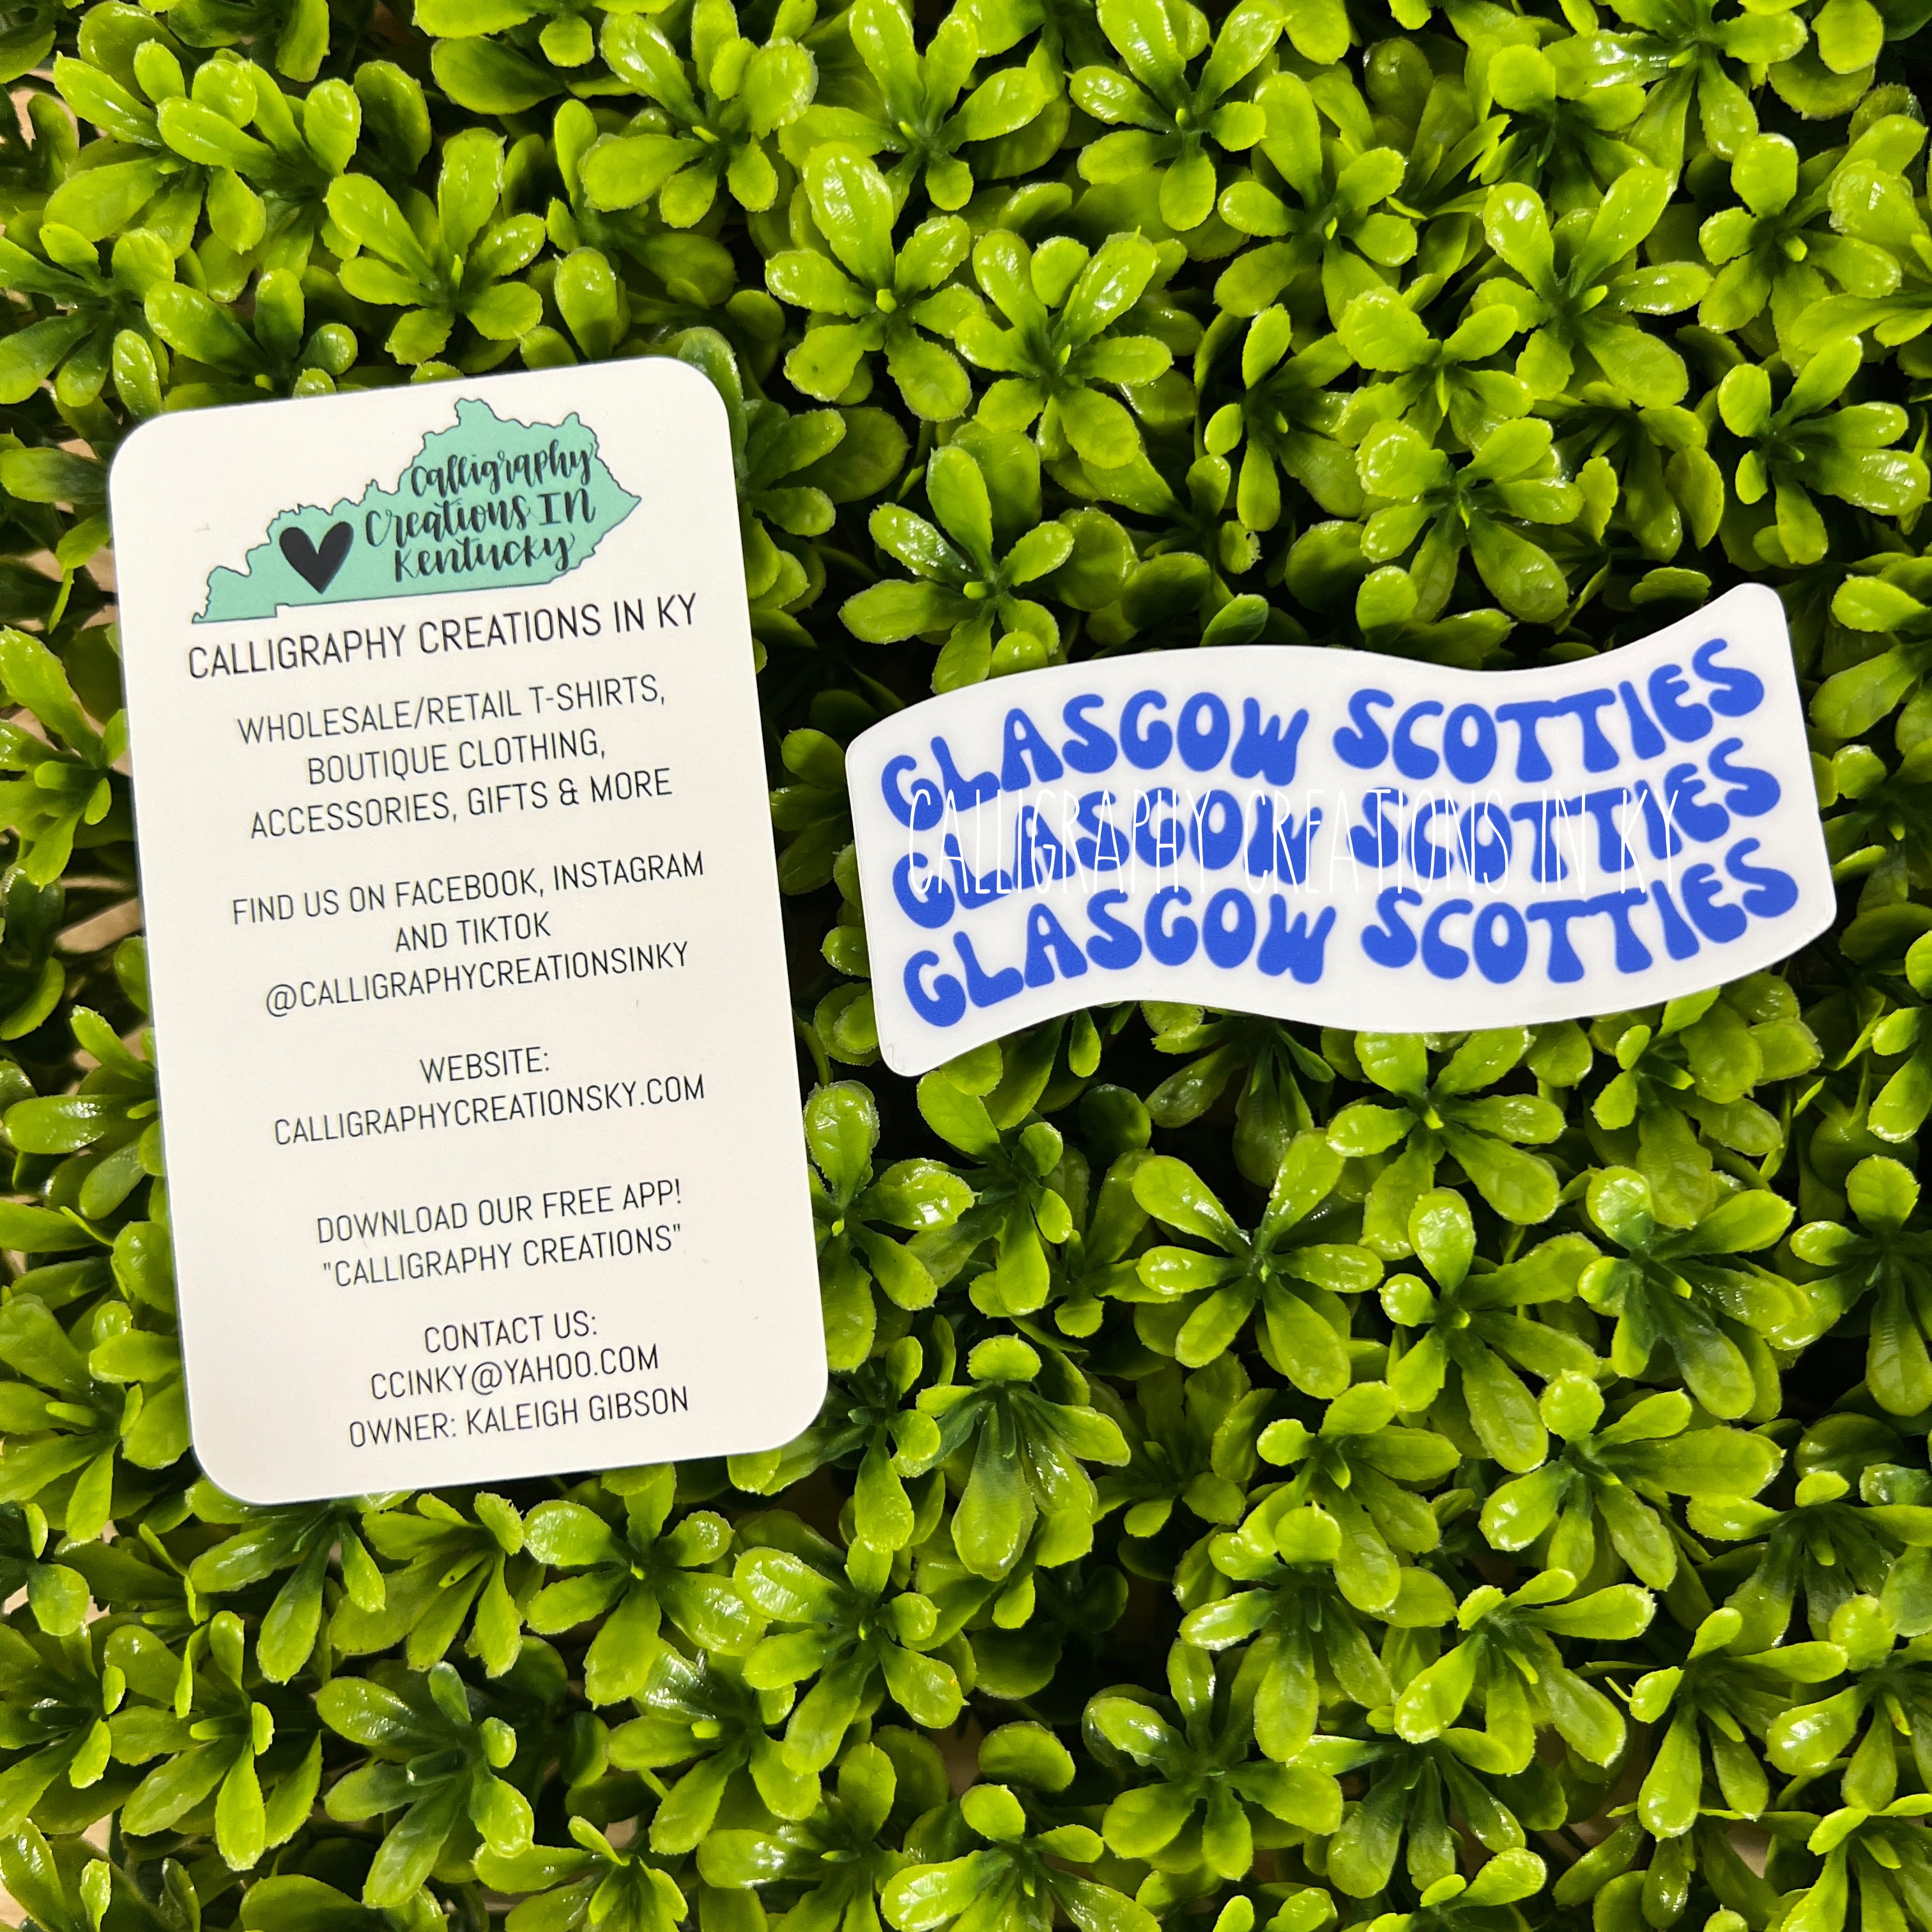 Calligraphy
Creations IN
Kentucky
CALLIGRAPHY CREATIONS IN KY
WHOLESALE/RETAIL T-SHIRTS,
BOUTIQUE CLOTHING,
ACCESSORIES, GIFTS & MORE
FIND US ON FACEBOOK, INSTAGRAM
AND TIKTOK
@CALLIGRAPHYCREATIONSINKY
WEBSITE:
CALLIGRAPHYCREATIONSKY.COM
DOWNLOAD OUR FREE APP!
"CALLIGRAPHY CREATIONS"
CONTACT US:
CCINKY@YAHOO.COM
OWNER: KALEIGH GIBSON
GLASGOW SCOTTIES
GLASGOW SCOTTIES
GLASGOW SCOTTIES
CALLIGRAPHY CREATIONS IN KY